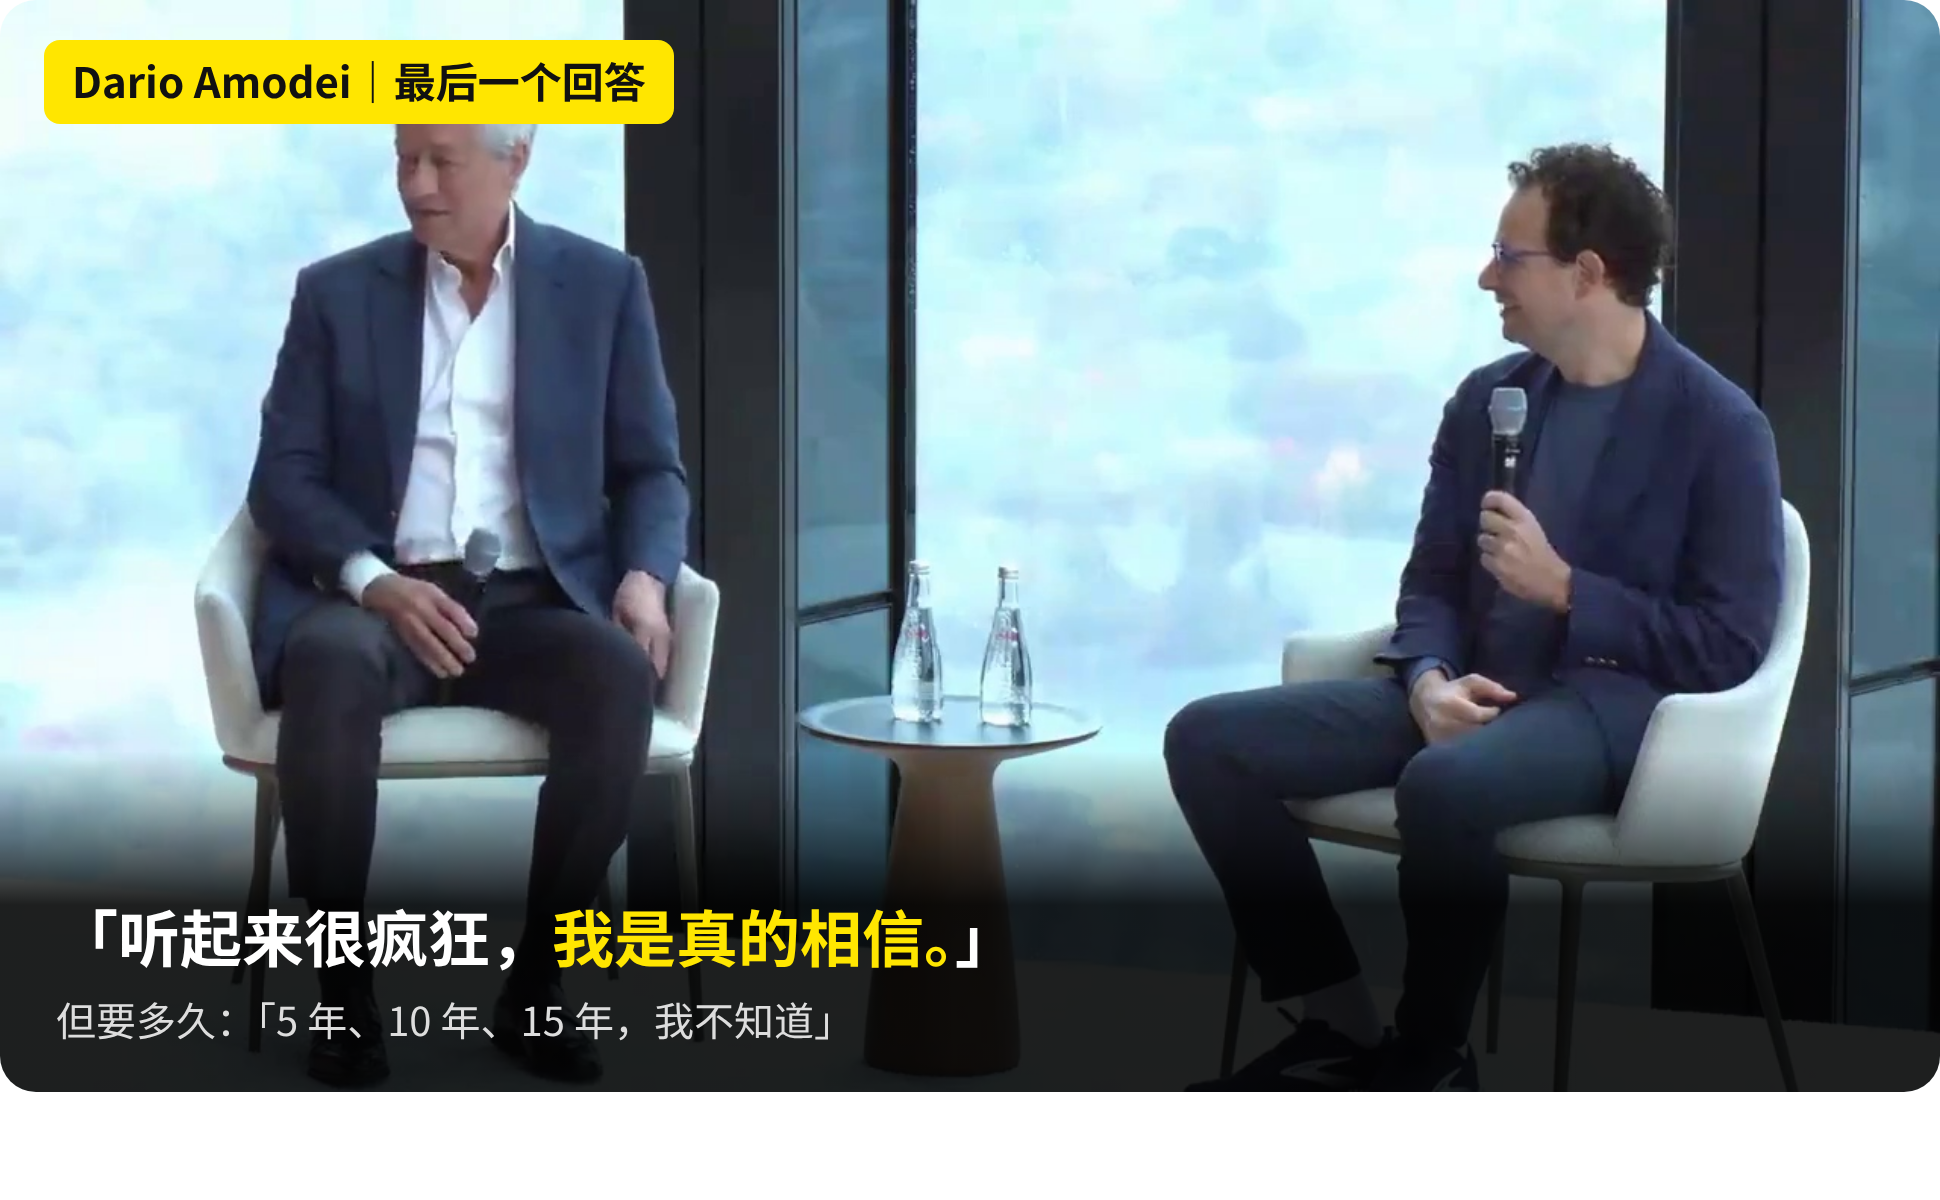 Dario Amodei｜最后一个回答
「听起来很疯狂，我是真的相信。」
但要多久：「5 年、10 年、15 年，我不知道」